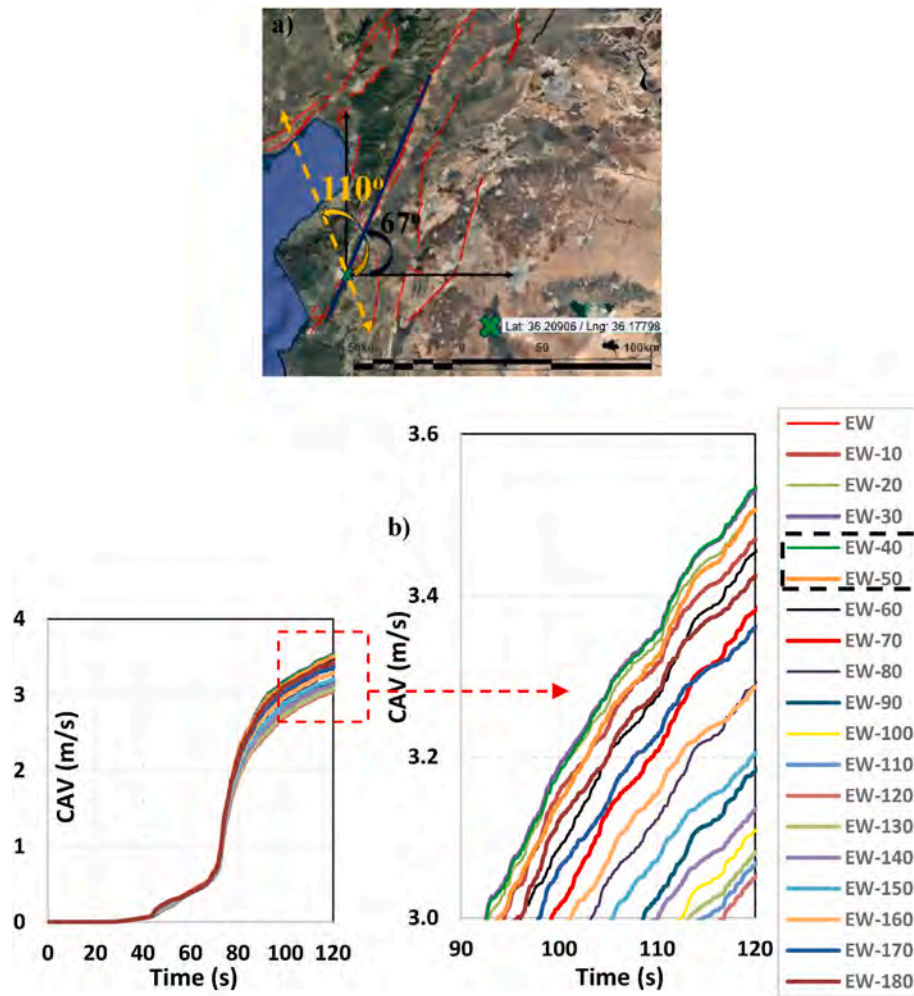 a)
110°
67°
Lat: 36.20906 / Lng: 36.17798
0
50
100km
3.6
b)
3.4
CAV (m/s)
3.2
3.0
90
100
110
120
Time (s)
4
3
CAV (m/s)
2
1
0
0
20
40
60
80
100
120
Time (s)
EW
EW-10
EW-20
EW-30
EW-40
EW-50
EW-60
EW-70
EW-80
EW-90
EW-100
EW-110
EW-120
EW-130
EW-140
EW-150
EW-160
EW-170
EW-180